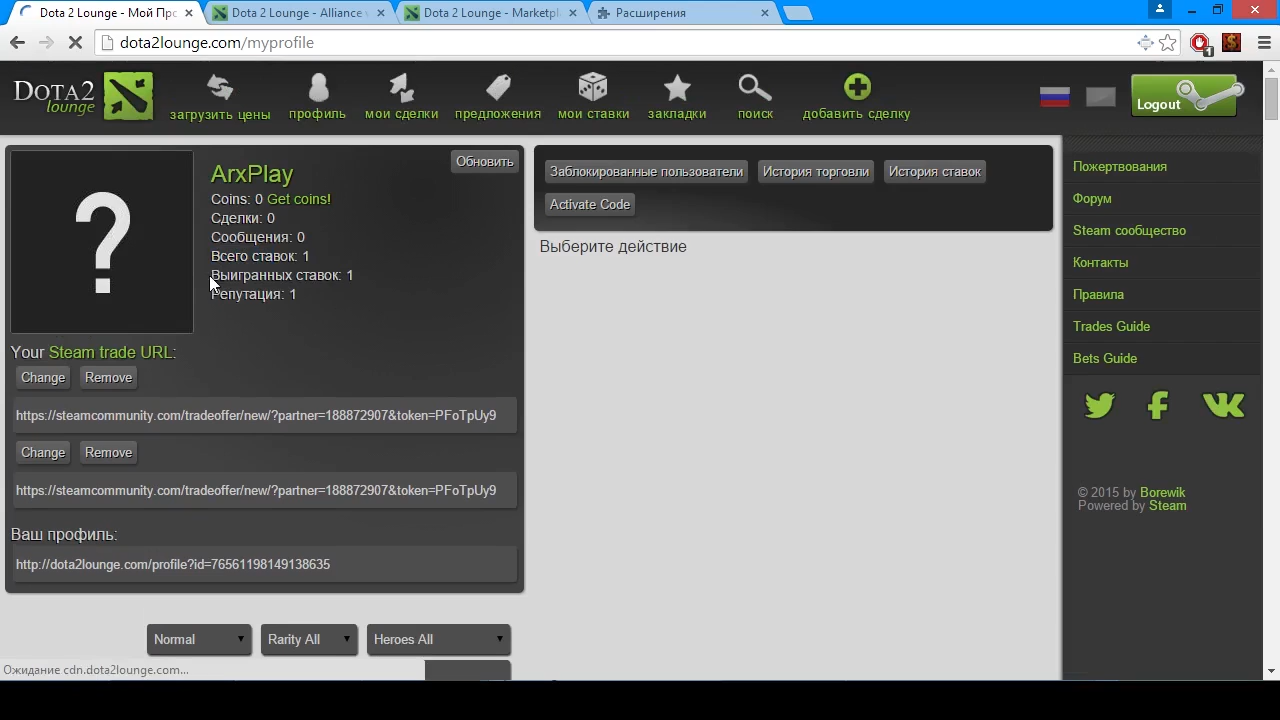 Dota 2 Lounge - Мой Про
Dota 2 Lounge - Alliance v
Dota 2 Lounge - Marketpl
Расширения
dota2lounge.com/myprofile
1
DOTA2
lounge
загрузить цены
профиль
мои сделки
предложения
мои ставки
закладки
поиск
добавить сделку
Logout
ArxPlay
Обновить
Coins: 0 Get coins!
Сделки: 0
Сообщения: 0
Всего ставок: 1
Выигранных ставок: 1
Репутация: 1
Your Steam trade URL:
Change Remove
https://steamcommunity.com/tradeoffer/new/?partner=188872907&token=PFoTpUy9
Change Remove
https://steamcommunity.com/tradeoffer/new/?partner=188872907&token=PFoTpUy9
Ваш профиль:
http://dota2lounge.com/profile?id=76561198149138635
Normal
Rarity All
Heroes All
Ожидание cdn.dota2lounge.com...
Заблокированные пользователи
История торговли
История ставок
Activate Code
Выберите действие
Пожертвования
Форум
Steam сообщество
Контакты
Правила
Trades Guide
Bets Guide
© 2015 by Borewik
Powered by Steam